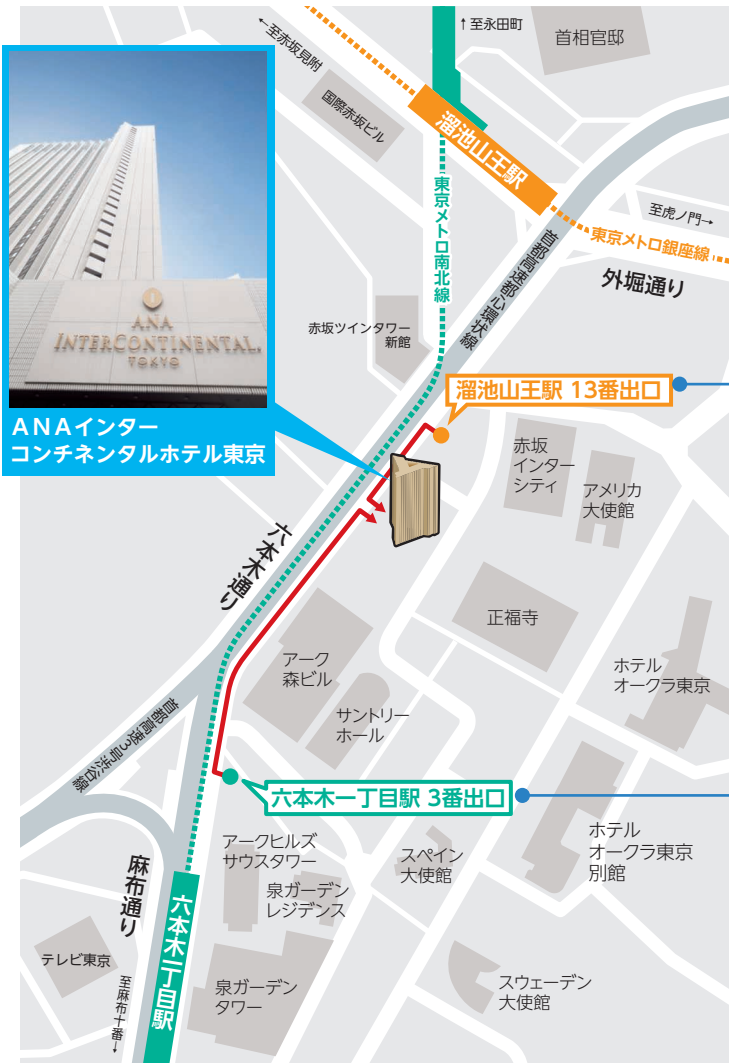 ←至赤坂見附
↑至永田町
首相官邸
国際赤坂ビル
溜池山王駅
東京メトロ南北線
至虎ノ門→
東京メトロ銀座線
外堀通り
首都高速都心環状線
赤坂ツインタワー
新館
ANA
INTERCONTINENTAL.
TOKYO
ANAインター
コンチネンタルホテル東京
溜池山王駅 13番出口
赤坂
インター
シティ
アメリカ
大使館
六本木通り
正福寺
アーク
森ビル
サントリー
ホール
ホテル
オークラ東京
首都高速3号渋谷線
六本木一丁目駅 3番出口
アークヒルズ
サウスタワー
スペイン
大使館
ホテル
オークラ東京
別館
麻布通り
泉ガーデン
レジデンス
六本木一丁目駅
テレビ東京
至麻布十番→
泉ガーデン
タワー
スウェーデン
大使館